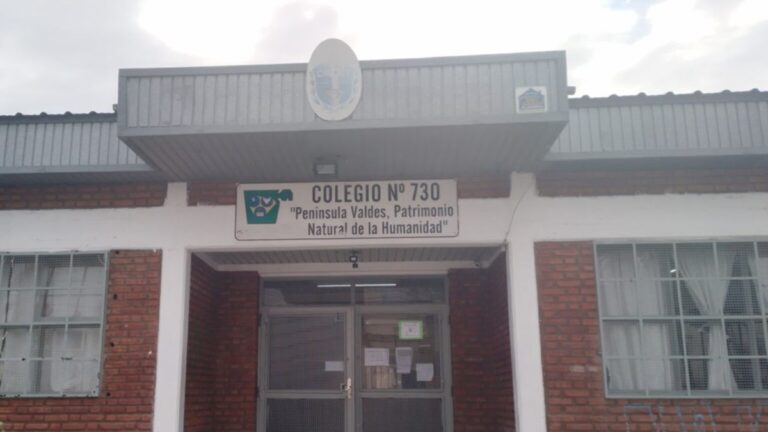 COLEGIO Nº 730
"Peninsula Valdes, Patrimonio
Natural de la Humanidad"